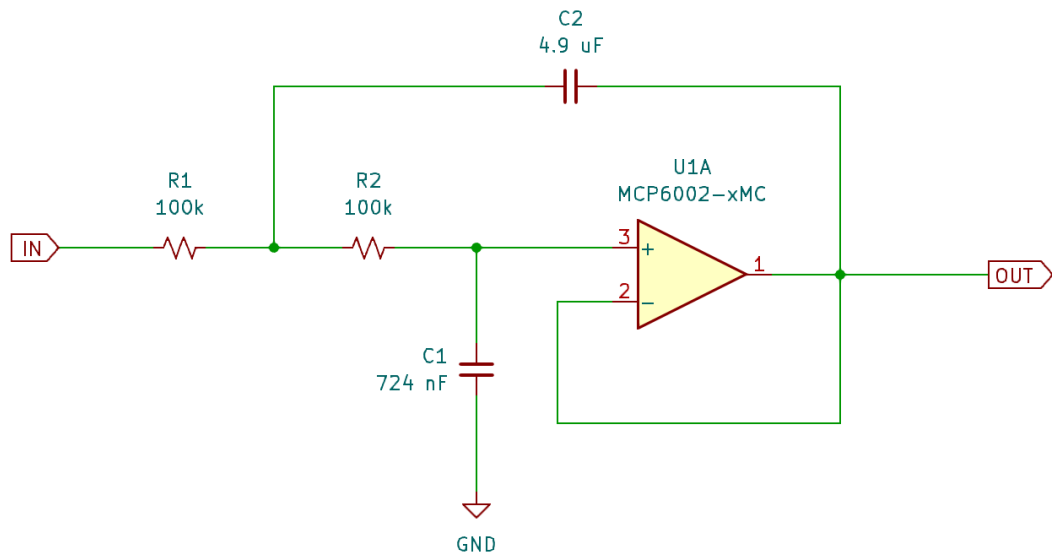 C2
4.9 uF
U1A
MCP6002-xMC
R1
100k
R2
100k
IN
3
+
1
2
-
OUT
C1
724 nF
GND